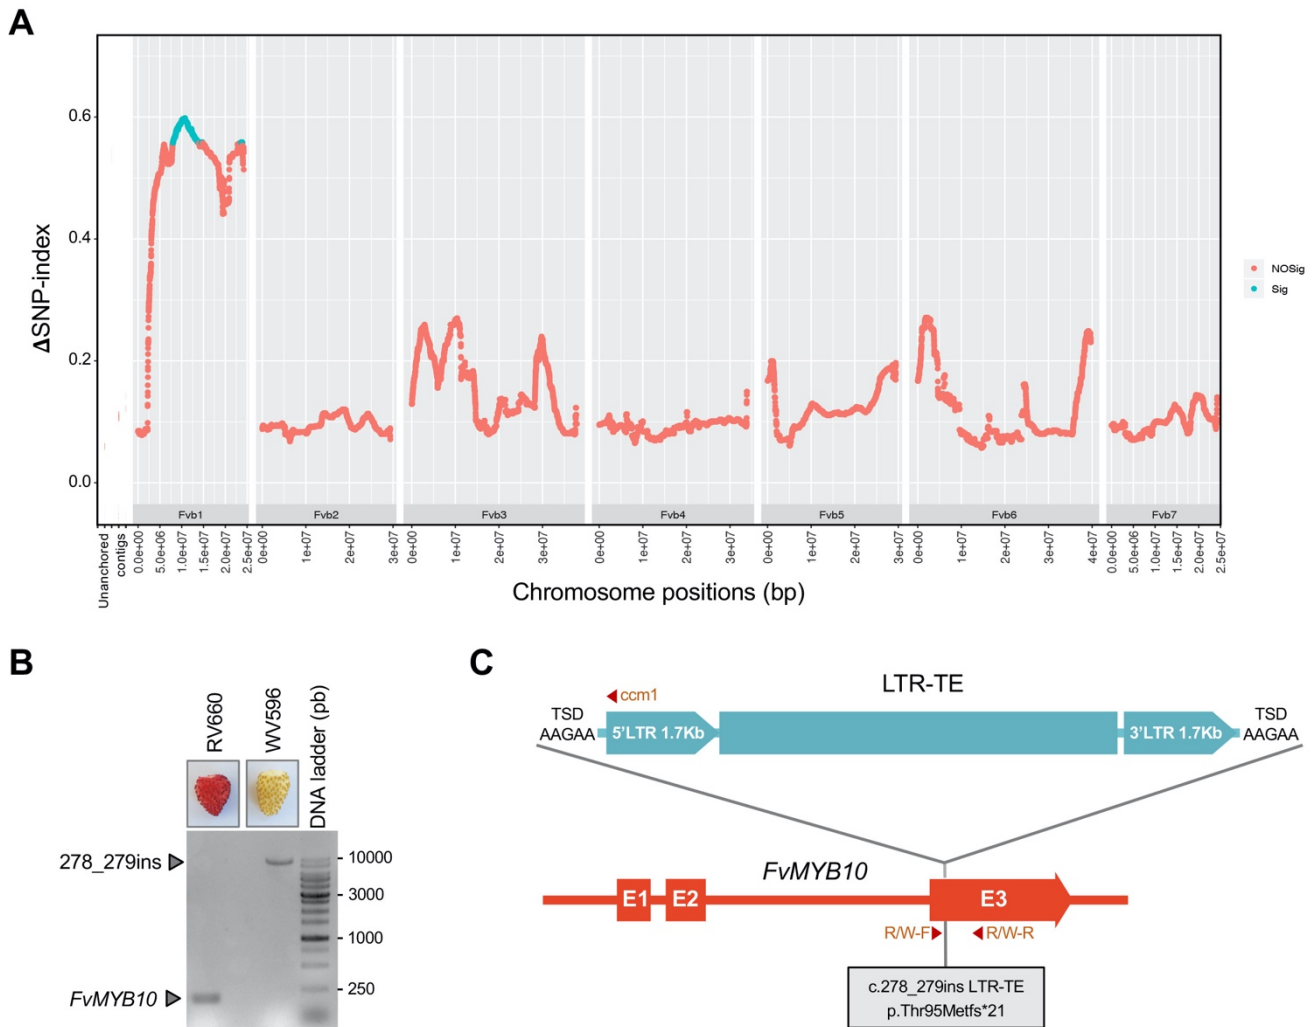 A
ΔSNP-index
0.6
0.4
0.2
0.0
NOSig
Sig
Fvb1
Fvb2
Fvb3
Fvb4
Fvb5
Fvb6
Fvb7
Unanchored
contigs
0.0e+00
5.0e+06
1.0e+07
1.5e+07
2.0e+07
2.5e+07
0e+00
1e+07
2e+07
3e+07
0e+00
1e+07
2e+07
3e+07
0e+00
1e+07
2e+07
3e+07
0e+00
1e+07
2e+07
3e+07
0e+00
1e+07
2e+07
3e+07
4e+07
0.0e+00
5.0e+06
1.0e+07
1.5e+07
2.0e+07
2.5e+07
Chromosome positions (bp)
B
RV660
WV596
DNA ladder (pb)
278_279ins
FvMYB10
10000
3000
1000
250
C
LTR-TE
ccm1
TSD
AAGAA
5'LTR 1.7Kb
3'LTR 1.7Kb
TSD
AAGAA
FvMYB10
E1
E2
E3
R/W-F
R/W-R
c.278_279ins LTR-TE
p.Thr95Metfs*21